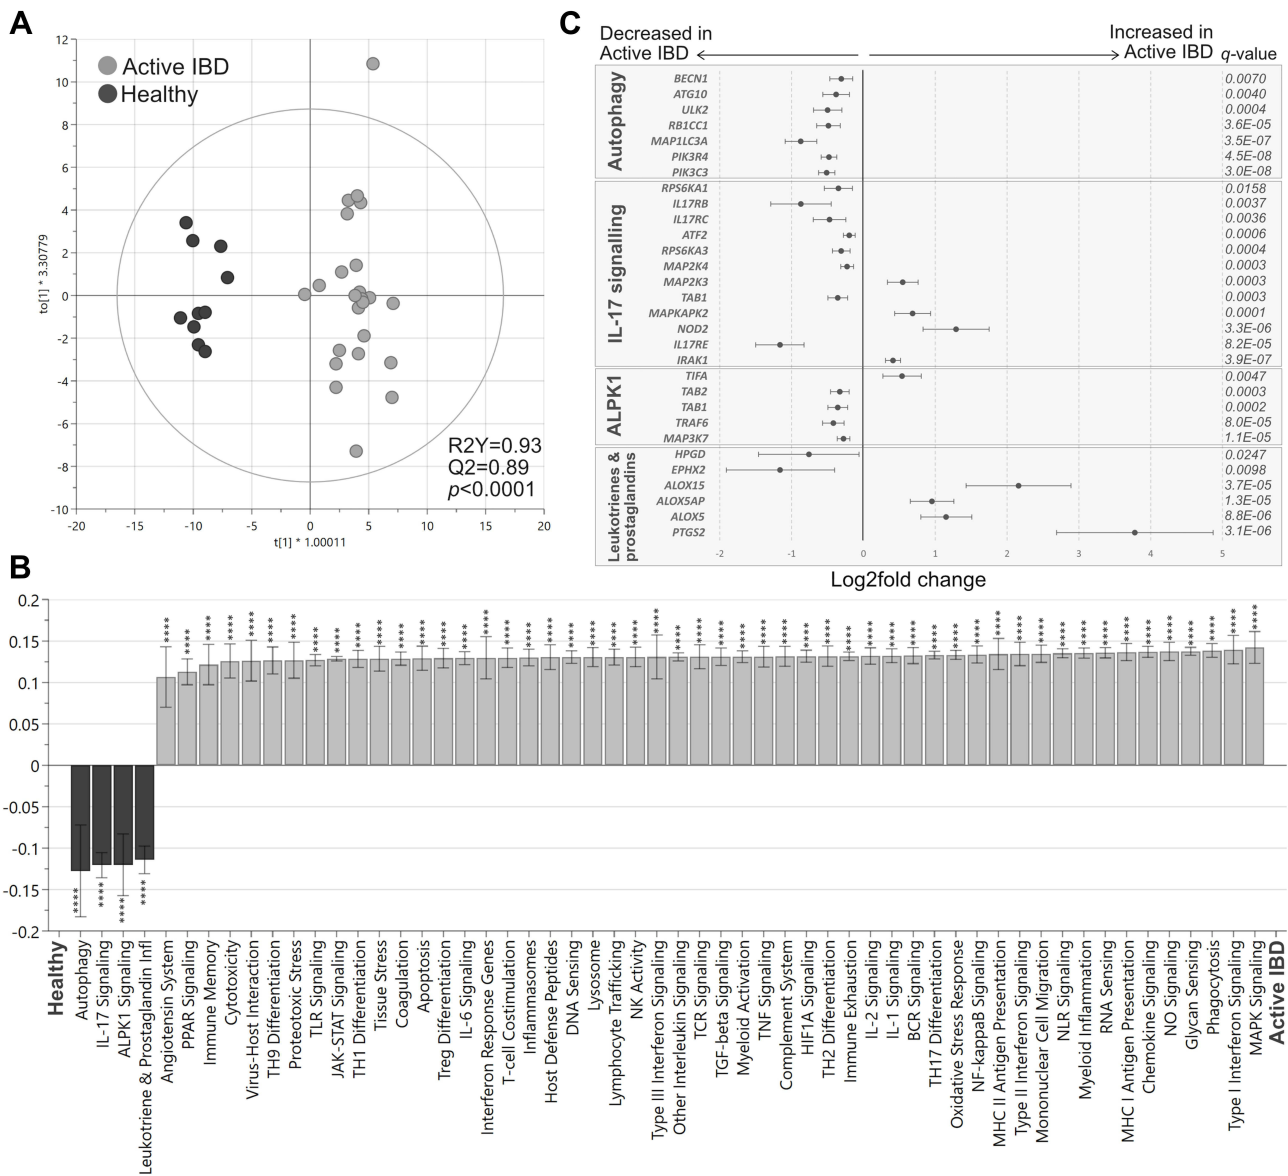 A
12
10
8
6
4
2
0
-2
-4
-6
-8
-10
to[1] * 3.30779
Active IBD
Healthy
R2Y=0.93
Q2=0.89
p<0.0001
-20
-15
-10
-5
0
5
10
15
20
t[1] * 1.00011
C
Decreased in
Active IBD
Increased in
Active IBD
q-value
Autophagy
BECN1 0.0070
ATG10 0.0040
ULK2 0.0004
RB1CC1 3.6E-05
MAP1LC3A 3.5E-07
PIK3R4 4.5E-08
PIK3C3 3.0E-08
IL-17 signalling
RPS6KA1 0.0158
IL17RB 0.0037
IL17RC 0.0036
ATF2 0.0006
RPS6KA3 0.0004
MAP2K4 0.0003
MAP2K3 0.0003
TAB1 0.0003
MAPKAPK2 0.0001
NOD2 3.3E-06
IL17RE 8.2E-05
IRAK1 3.9E-07
ALPK1
TIFA 0.0047
TAB2 0.0003
TAB1 0.0002
TRAF6 8.0E-05
MAP3K7 1.1E-05
Leukotrienes &
prostaglandins
HPGD 0.0247
EPHX2 0.0098
ALOX15 3.7E-05
ALOX5AP 1.3E-05
ALOX5 8.8E-06
PTGS2 3.1E-06
-2 -1 0 1 2 3 4 5
Log2fold change
B
0.2
0.15
0.1
0.05
0
-0.05
-0.1
-0.15
-0.2
Healthy
Autophagy
IL-17 Signaling
ALPK1 Signaling
Leukotriene & Prostaglandin Infl
Angiotensin System
PPAR Signaling
Immune Memory
Cytotoxicity
Virus-Host Interaction
TH9 Differentiation
Proteotoxic Stress
TLR Signaling
JAK-STAT Signaling
TH1 Differentiation
Tissue Stress
Coagulation
Apoptosis
Treg Differentiation
IL-6 Signaling
Interferon Response Genes
T-cell Costimulation
Inflammasomes
Host Defense Peptides
DNA Sensing
Lysosome
Lymphocyte Trafficking
NK Activity
Type III Interferon Signaling
Other Interleukin Signaling
TCR Signaling
TGF-beta Signaling
Myeloid Activation
TNF Signaling
Complement System
HIF1A Signaling
TH2 Differentiation
Immune Exhaustion
IL-2 Signaling
IL-1 Signaling
BCR Signaling
TH17 Differentiation
Oxidative Stress Response
NF-kappaB Signaling
MHC II Antigen Presentation
Type II Interferon Signaling
Mononuclear Cell Migration
NLR Signaling
Myeloid Inflammation
RNA Sensing
MHC I Antigen Presentation
Chemokine Signaling
NO Signaling
Glycan Sensing
Phagocytosis
Type I Interferon Signaling
MAPK Signaling
Active IBD